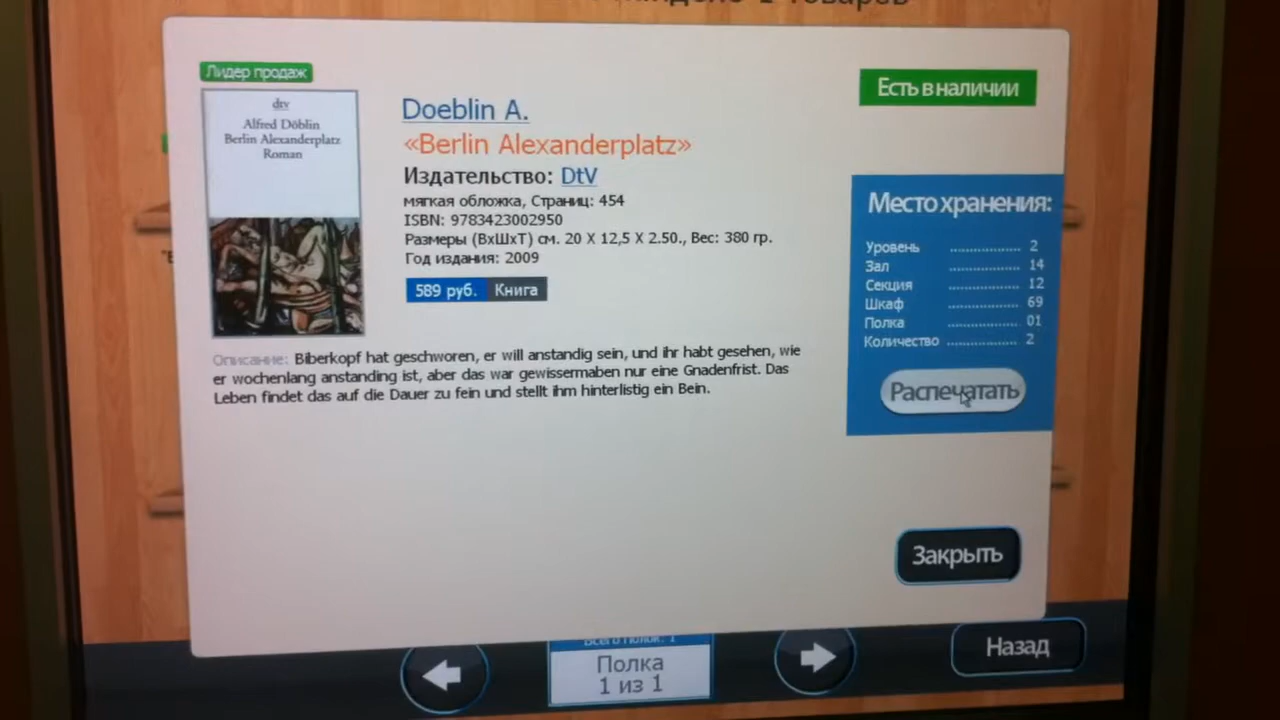 1 товаров
Лидер продаж
dtv
Alfred Döblin
Berlin Alexanderplatz
Roman
Doeblin A.
«Berlin Alexanderplatz»
Издательство: DtV
мягкая обложка, Страниц: 454
ISBN: 9783423002950
Размеры (ВхШхТ) см. 20 X 12,5 X 2.50., Вес: 380 гр.
Год издания: 2009
589 руб. Книга
Описание: Biberkopf hat geschworen, er will anstandig sein, und ihr habt gesehen, wie
er wochenlang anstanding ist, aber das war gewissermaben nur eine Gnadenfrist. Das
Leben findet das auf die Dauer zu fein und stellt ihm hinterlistig ein Bein.
Есть в наличии
Место хранения:
Уровень .................. 2
Зал .................. 14
Секция .................. 12
Шкаф .................. 69
Полка .................. 01
Количество .................. 2
Распечатать
Закрыть
Всего полок: 1
Полка
1 из 1
Назад